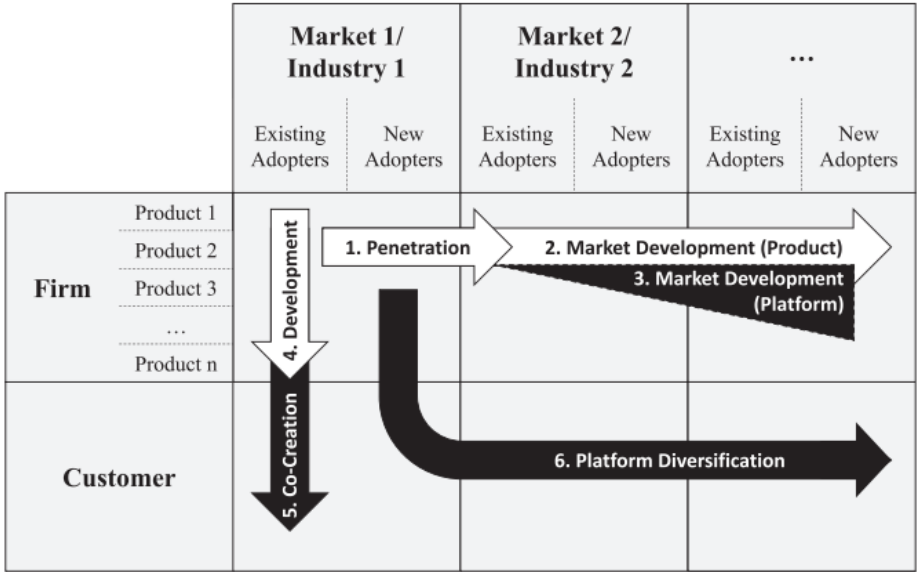 Market 1/
Industry 1
Market 2/
Industry 2
...
Existing
Adopters
New
Adopters
Existing
Adopters
New
Adopters
Existing
Adopters
New
Adopters
Firm
Product 1
Product 2
Product 3
...
Product n
1. Penetration
2. Market Development (Product)
3. Market Development
(Platform)
4. Development
5. Co-Creation
Customer
6. Platform Diversification